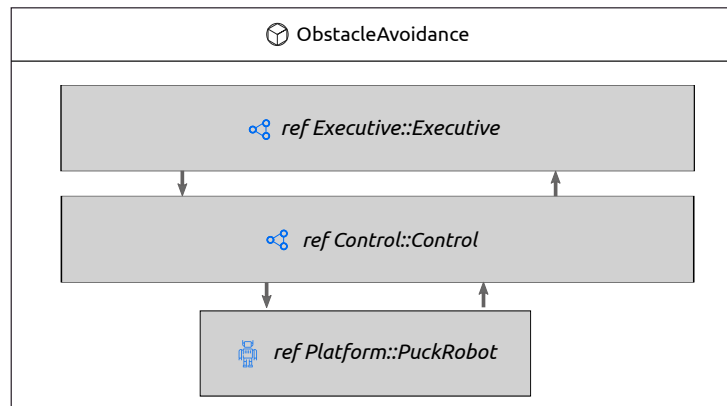 ObstacleAvoidance
ref Executive::Executive
ref Control::Control
ref Platform::PuckRobot